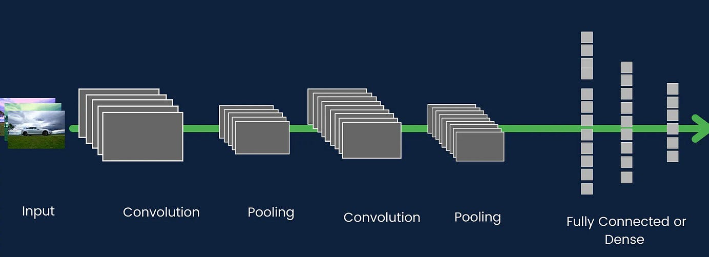 Input
Convolution
Pooling
Convolution
Pooling
Fully Connected or
Dense